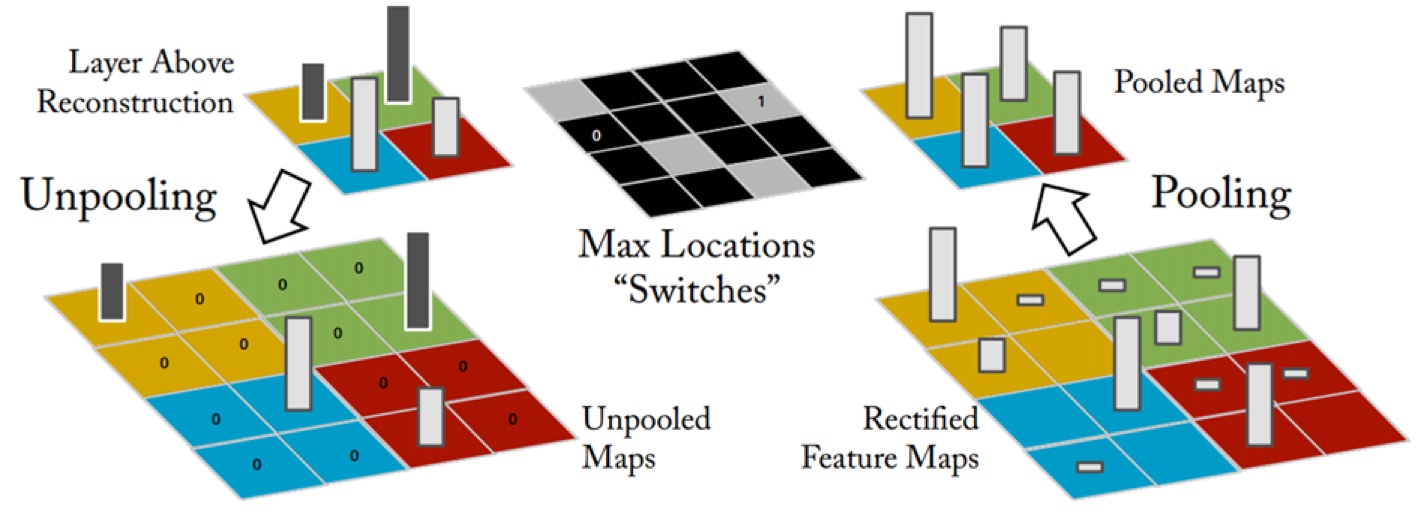 Layer Above
Reconstruction
Unpooling
0
0
0
0
0
0
0
0
0
0
0
0
Unpooled
Maps
1
0
Max Locations
“Switches”
Pooled Maps
Pooling
Rectified
Feature Maps